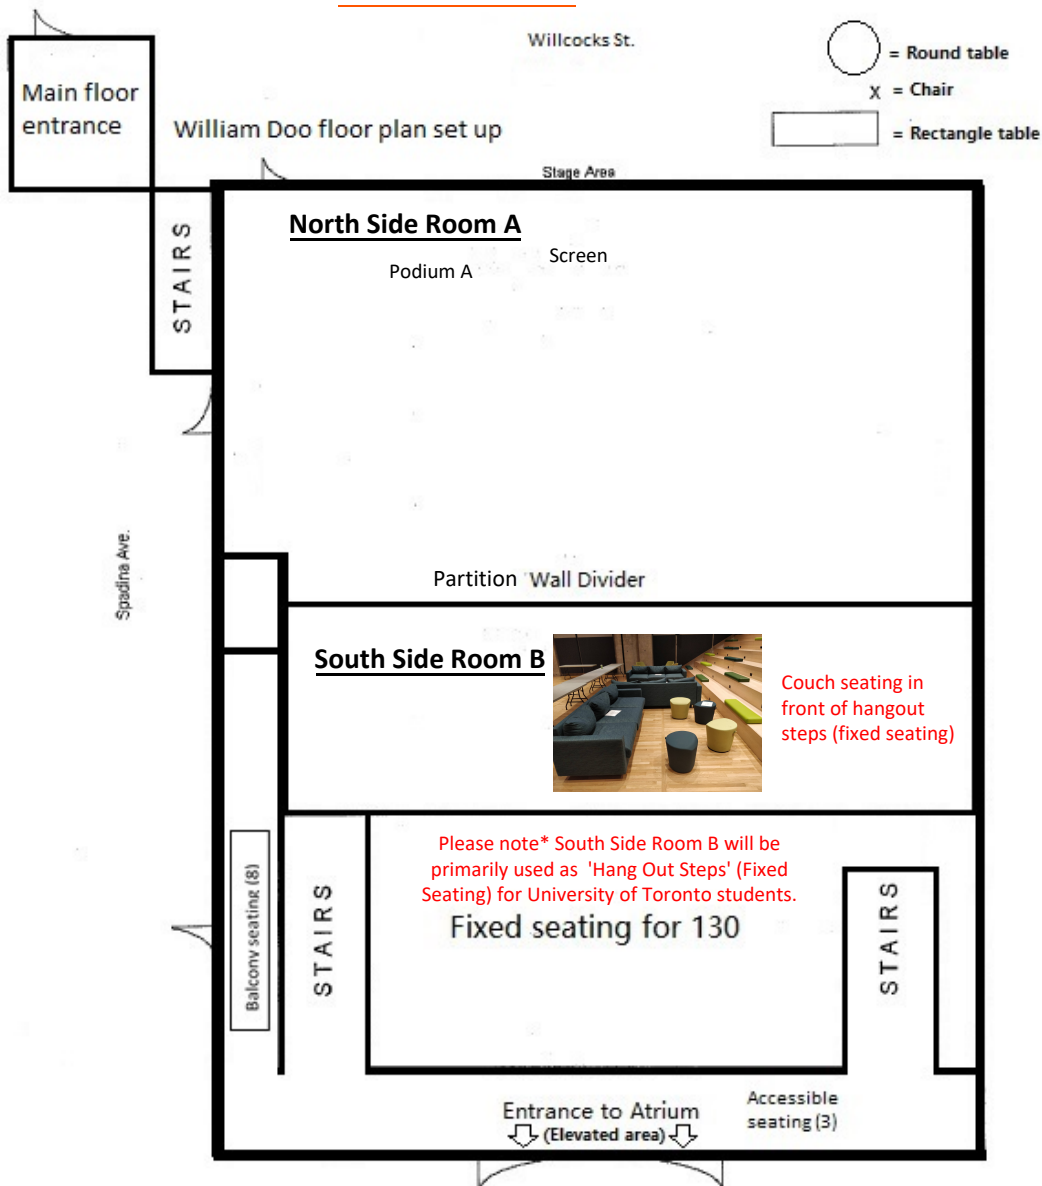 Willcocks St.
= Round table
x = Chair
= Rectangle table
Main floor
entrance
William Doo floor plan set up
Stage Area
STAIRS
North Side Room A
Screen
Podium A
Spadina Ave.
Partition Wall Divider
South Side Room B
Couch seating in
front of hangout
steps (fixed seating)
Please note* South Side Room B will be
primarily used as 'Hang Out Steps' (Fixed
Seating) for University of Toronto students.
Fixed seating for 130
Balcony seating (8)
STAIRS
STAIRS
Entrance to Atrium
(Elevated area)
Accessible
seating (3)